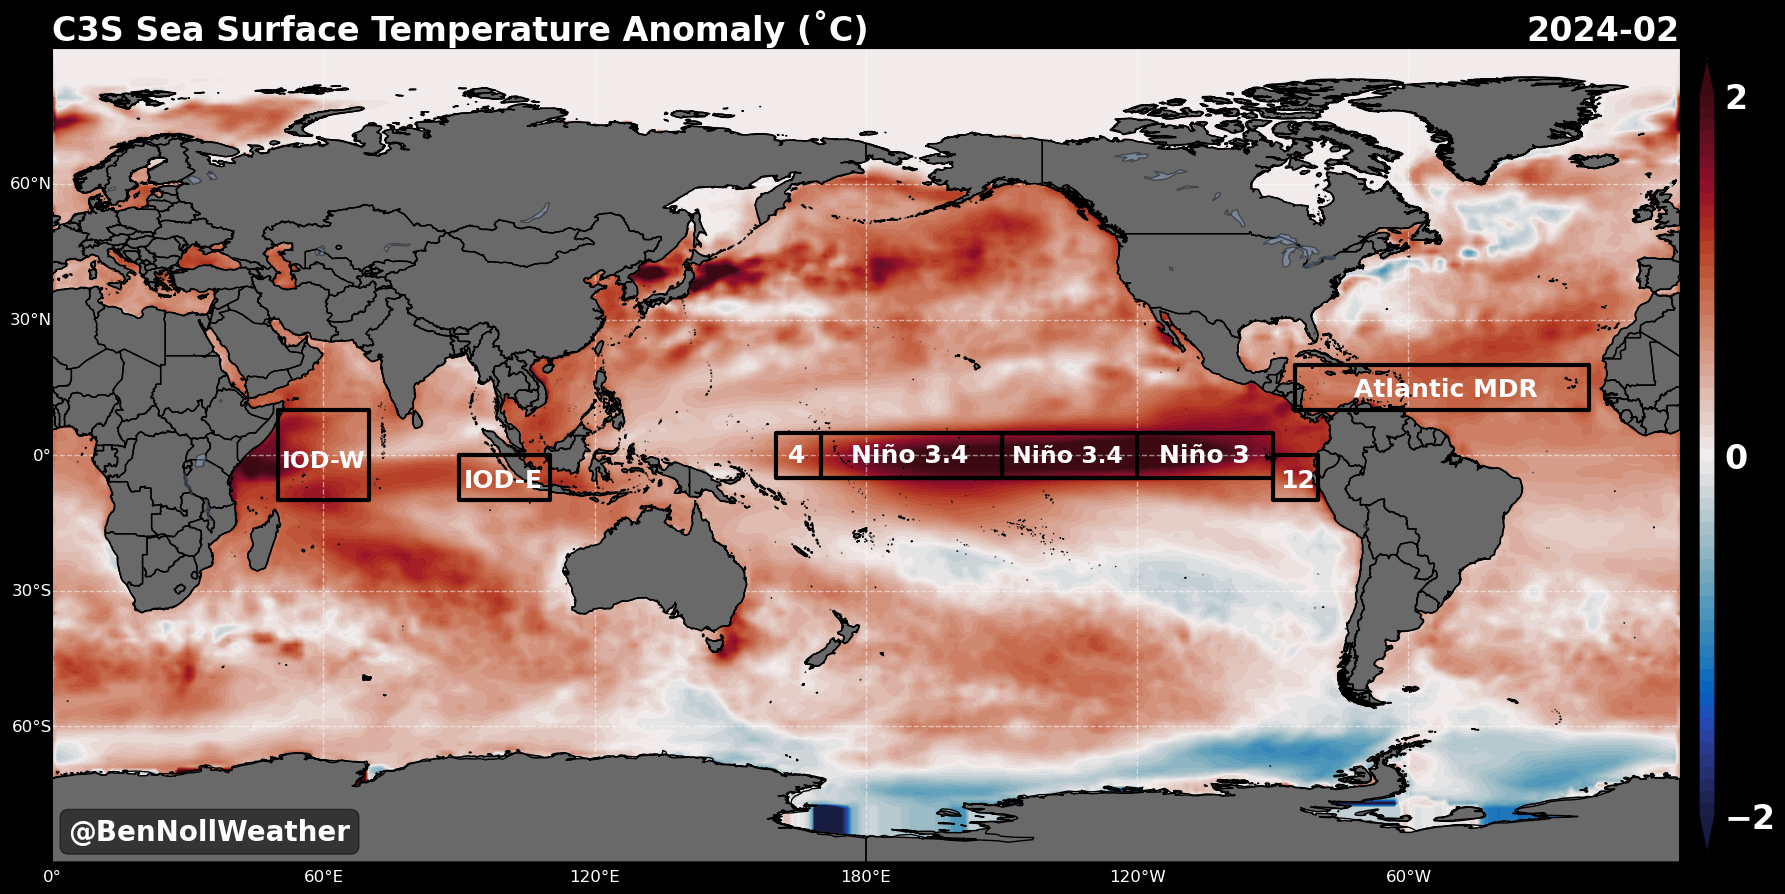 C3S Sea Surface Temperature Anomaly (˚C)
2024-02
2
60°N
30°N
Atlantic MDR
0°
IOD-W
IOD-E
4
Niño 3.4
Niño 3.4
Niño 3
12
0
30°S
60°S
−2
@BenNollWeather
0°
60°E
120°E
180°E
120°W
60°W